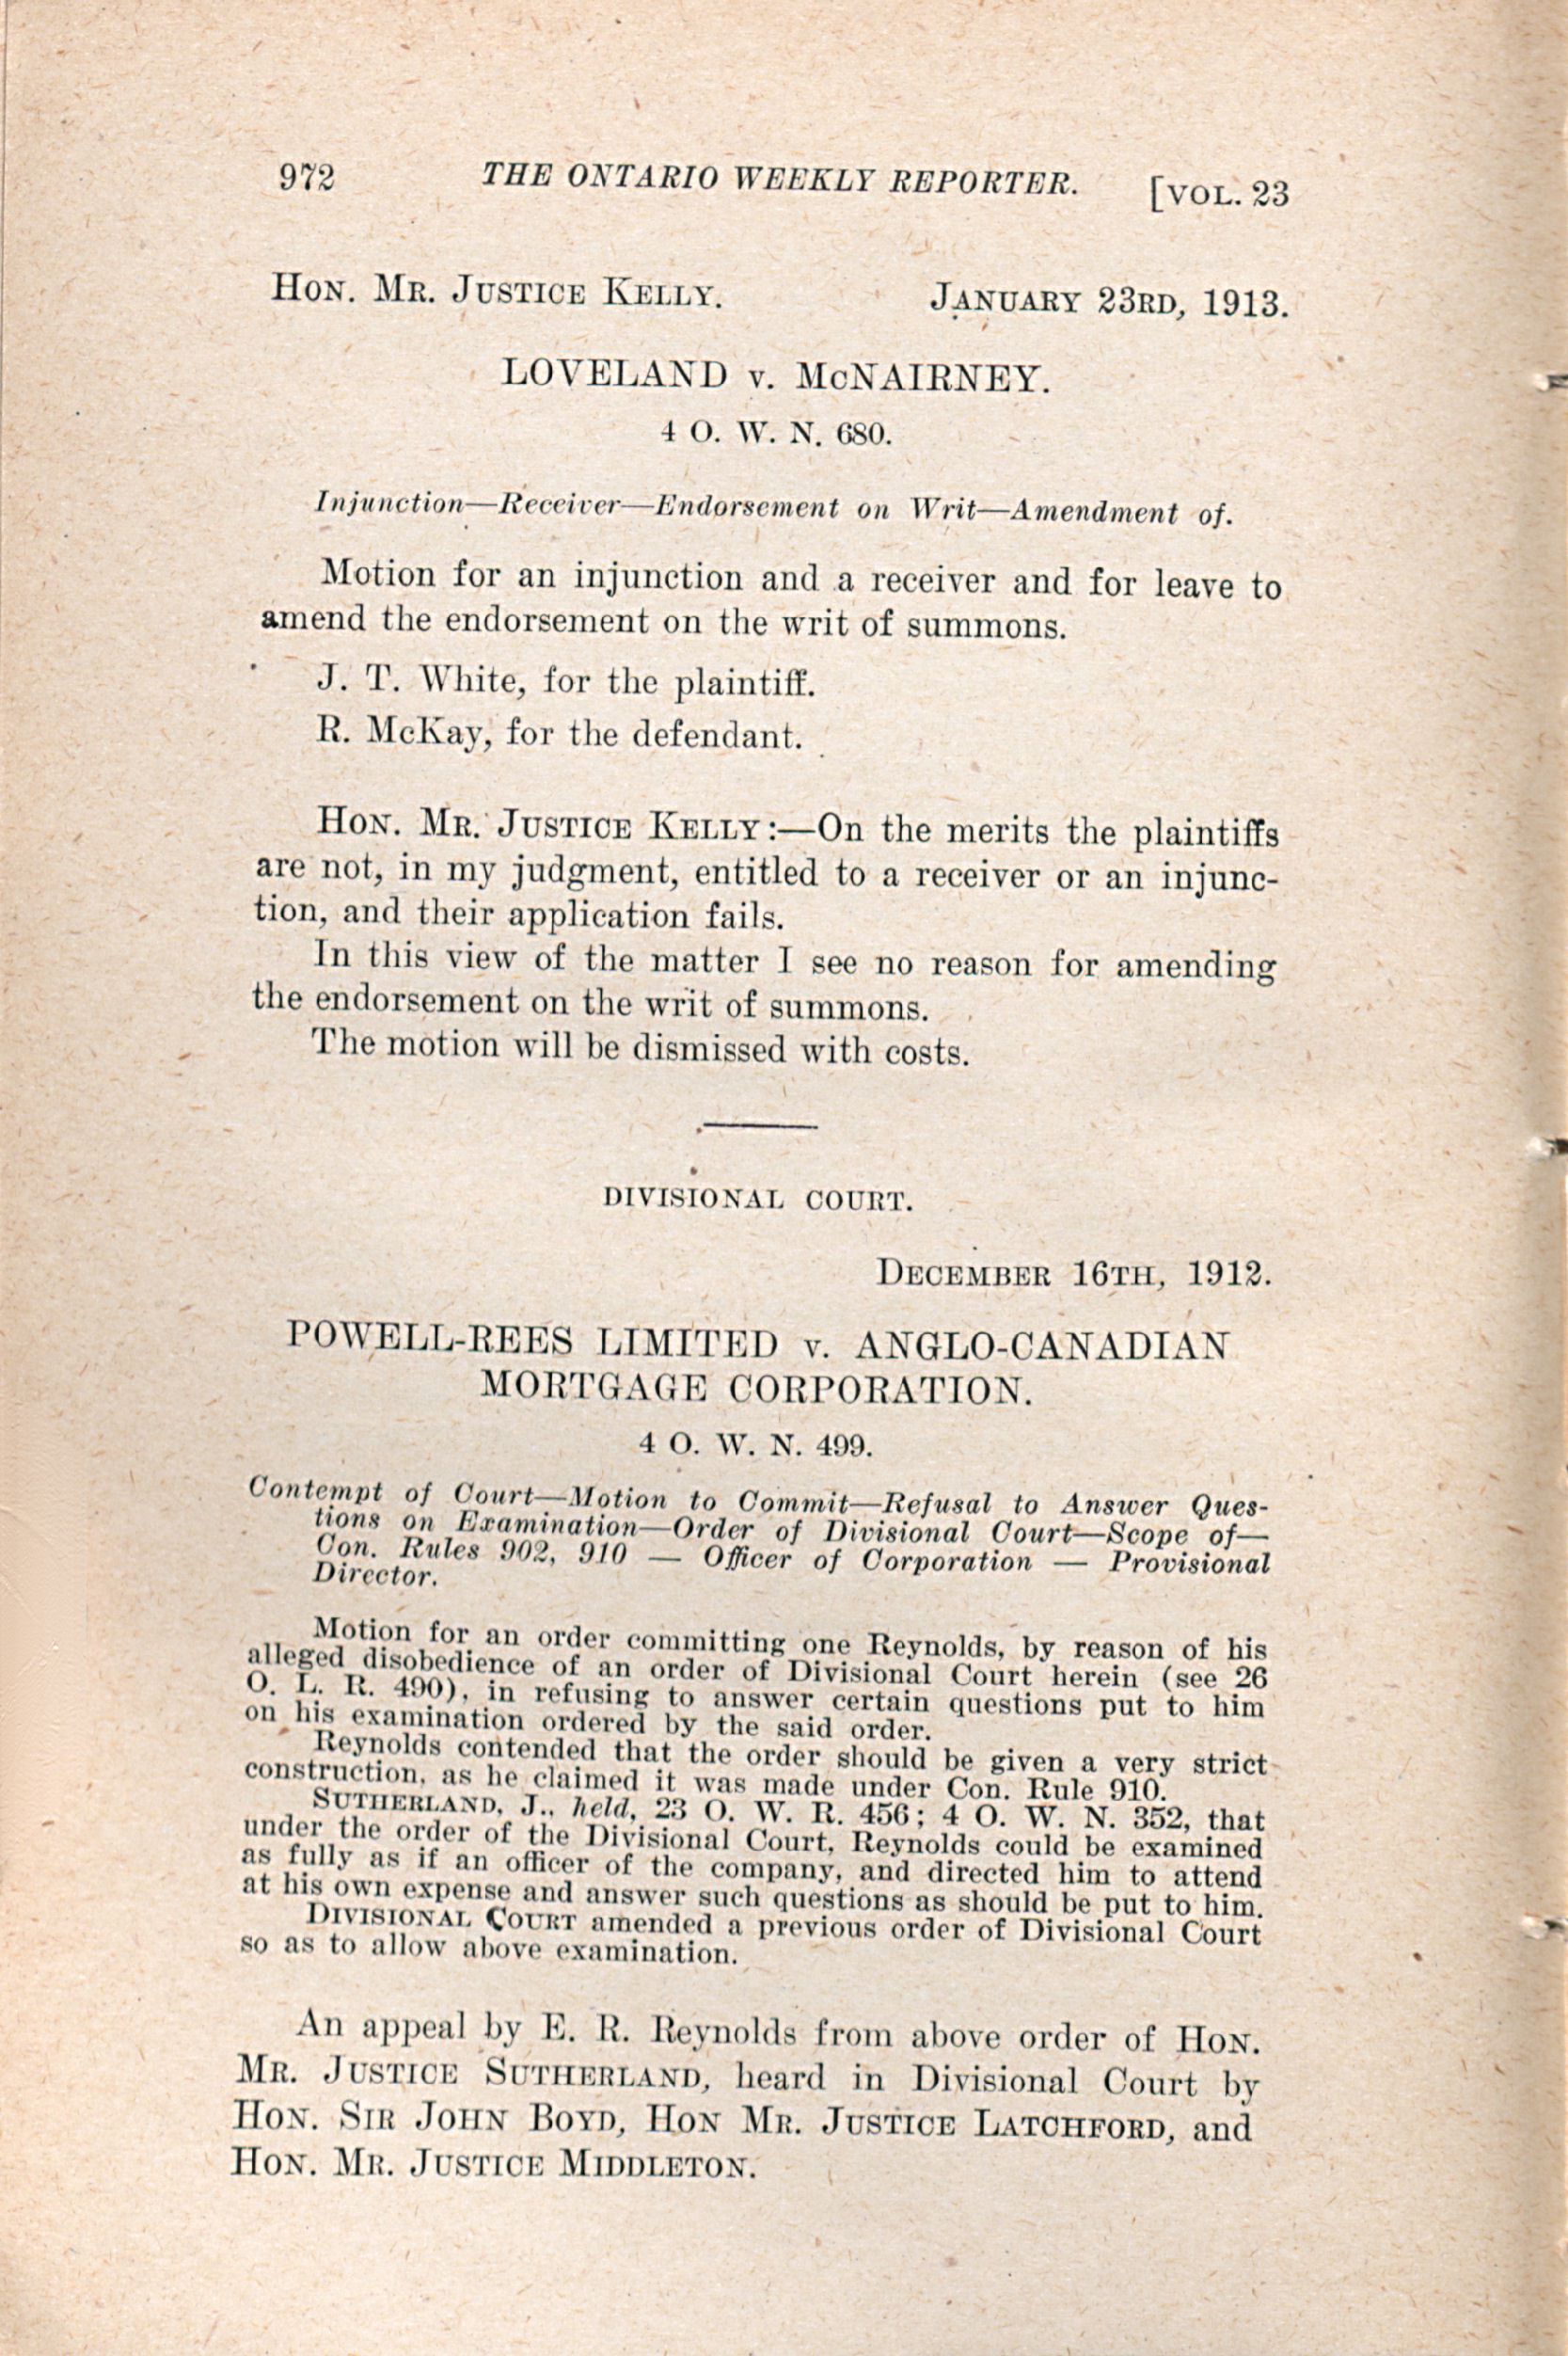 972 THE ONTARIO WEEKLY REPORTER. [VOL. 23
HON. MR. JUSTICE KELLY. JANUARY 23RD, 1913.
LOVELAND v. McNAIRNEY.
4 O. W. N. 680.
Injunction—Receiver—Endorsement on Writ—Amendment of.
Motion for an injunction and a receiver and for leave to
amend the endorsement on the writ of summons.
J. T. White, for the plaintiff.
R. McKay, for the defendant.
HON. MR. JUSTICE KELLY:—On the merits the plaintiffs
are not, in my judgment, entitled to a receiver or an injunc-
tion, and their application fails.
In this view of the matter I see no reason for amending
the endorsement on the writ of summons.
The motion will be dismissed with costs.
DIVISIONAL COURT.
DECEMBER 16TH, 1912.
POWELL-REES LIMITED v. ANGLO-CANADIAN
MORTGAGE CORPORATION.
4 O. W. N. 499.
Contempt of Court—Motion to Commit—Refusal to Answer Ques-
tions on Examination—Order of Divisional Court—Scope of—
Con. Rules 902, 910 — Officer of Corporation — Provisional
Director.
Motion for an order committing one Reynolds, by reason of his
alleged disobedience of an order of Divisional Court herein (see 26
O. L. R. 490), in refusing to answer certain questions put to him
on his examination ordered by the said order.
Reynolds contended that the order should be given a very strict
construction, as he claimed it was made under Con. Rule 910.
SUTHERLAND, J., held, 23 O. W. R. 456; 4 O. W. N. 352, that
under the order of the Divisional Court, Reynolds could be examined
as fully as if an officer of the company, and directed him to attend
at his own expense and answer such questions as should be put to him.
DIVISIONAL COURT amended a previous order of Divisional Court
so as to allow above examination.
An appeal by E. R. Reynolds from above order of HON.
MR. JUSTICE SUTHERLAND, heard in Divisional Court by
HON. SIR JOHN BOYD, HON MR. JUSTICE LATCHFORD, and
HON. MR. JUSTICE MIDDLETON.